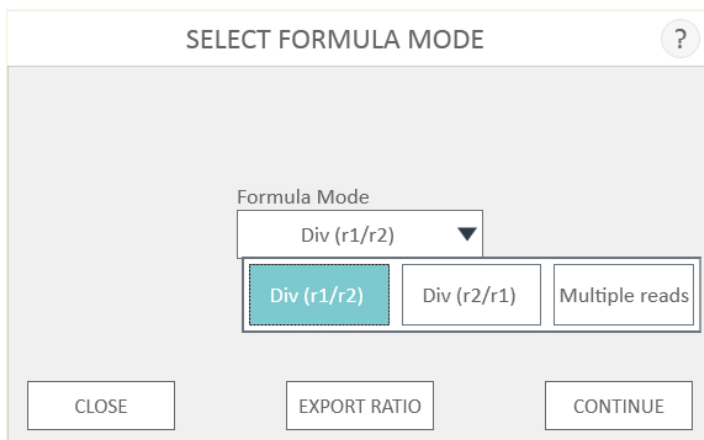 SELECT FORMULA MODE ?
Formula Mode
Div (r1/r2)
Div (r1/r2) Div (r2/r1) Multiple reads
CLOSE EXPORT RATIO CONTINUE